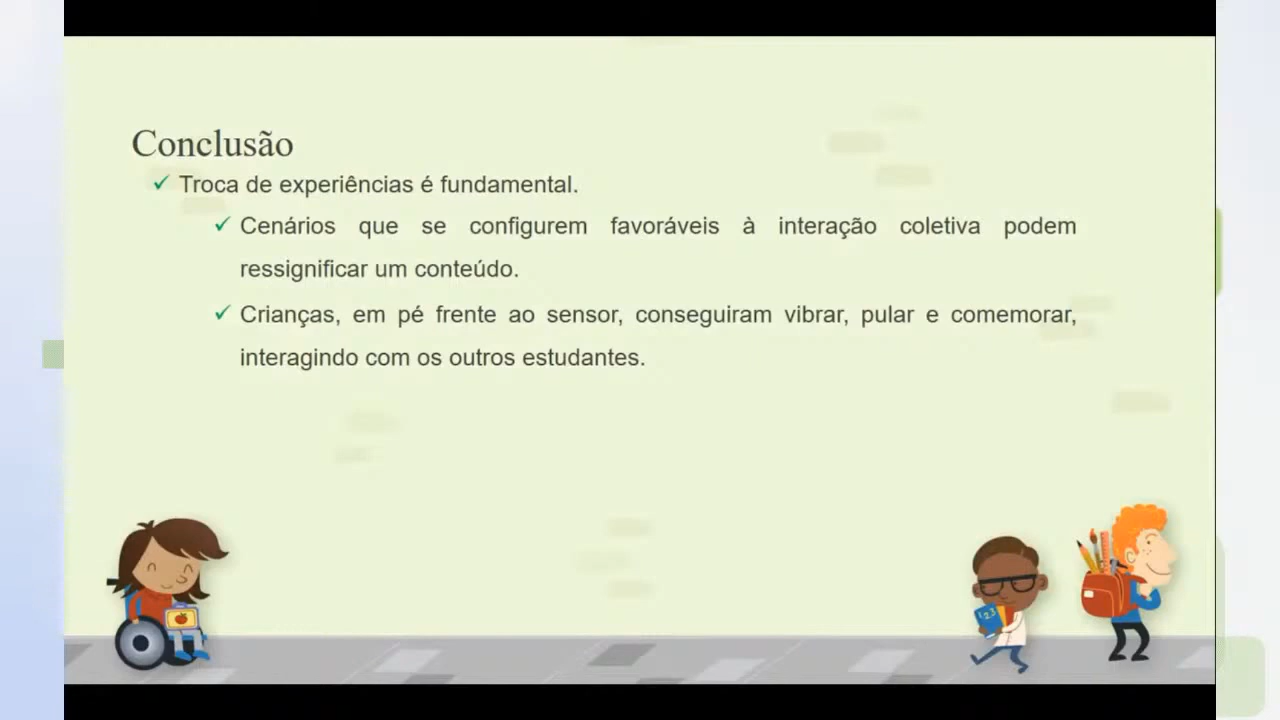 Conclusão
Troca de experiências é fundamental.
Cenários que se configurem favoráveis à interação coletiva podem
ressignificar um conteúdo.
Crianças, em pé frente ao sensor, conseguiram vibrar, pular e comemorar,
interagindo com os outros estudantes.
123